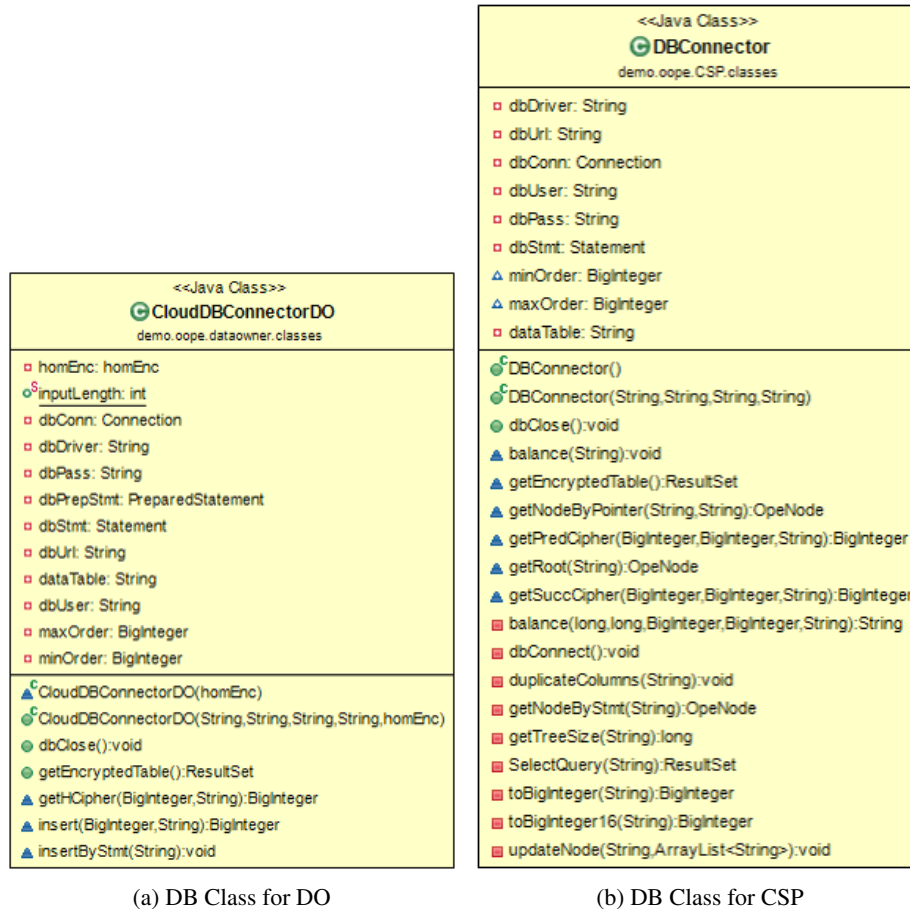 <<Java Class>>
CloudDBConnectorDO
demo.oope.dataowner.classes
homEnc: homEnc
inputLength: int
dbConn: Connection
dbDriver: String
dbPass: String
dbPrepStmt: PreparedStatement
dbStmt: Statement
dbUrl: String
dataTable: String
dbUser: String
maxOrder: BigInteger
minOrder: BigInteger
CloudDBConnectorDO(homEnc)
CloudDBConnectorDO(String,String,String,String,homEnc)
dbClose():void
getEncryptedTable():ResultSet
getHCipher(BigInteger,String):BigInteger
insert(BigInteger,String):BigInteger
insertByStmt(String):void
(a) DB Class for DO
<<Java Class>>
DBConnector
demo.oope.CSP.classes
dbDriver: String
dbUrl: String
dbConn: Connection
dbUser: String
dbPass: String
dbStmt: Statement
minOrder: BigInteger
maxOrder: BigInteger
dataTable: String
DBConnector()
DBConnector(String,String,String,String)
dbClose():void
balance(String):void
getEncryptedTable():ResultSet
getNodeByPointer(String,String):OpeNode
getPredCipher(BigInteger,BigInteger,String):BigInteger
getRoot(String):OpeNode
getSuccCipher(BigInteger,BigInteger,String):BigInteger
balance(long,long,BigInteger,BigInteger,String):String
dbConnect():void
duplicateColumns(String):void
getNodeByStmt(String):OpeNode
getTreeSize(String):long
SelectQuery(String):ResultSet
toBigInteger(String):BigInteger
toBigInteger16(String):BigInteger
updateNode(String,ArrayList<String>):void
(b) DB Class for CSP